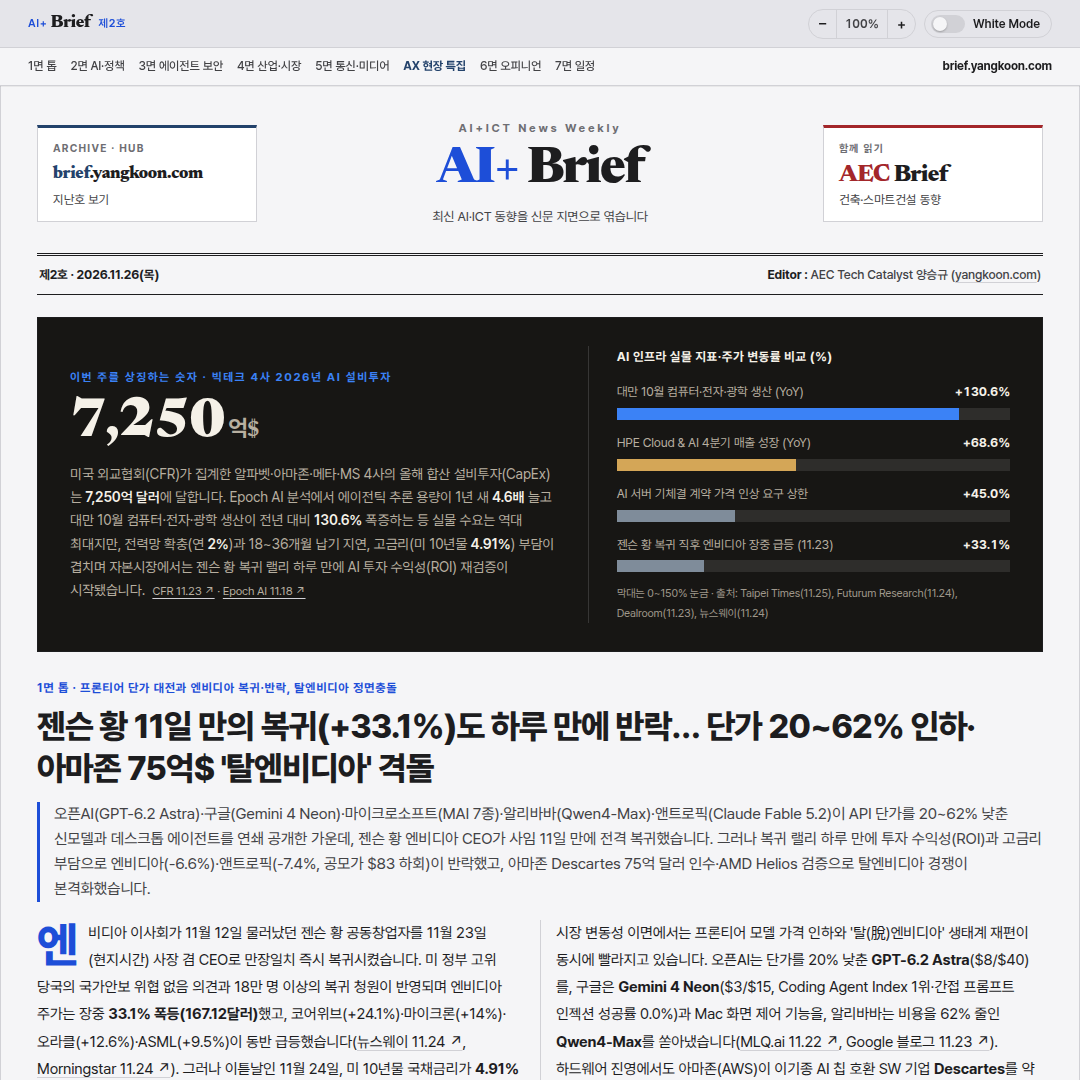 AI+ Brief 제2호
− 100% + White Mode
1면 톱 2면 AI·정책 3면 에이전트 보안 4면 산업·시장 5면 통신·미디어 AX 현장 특집 6면 오피니언 7면 일정 brief.yangkoon.com
ARCHIVE · HUB
brief.yangkoon.com
지난호 보기
AI+ICT News Weekly
AI+ Brief
최신 AI·ICT 동향을 신문 지면으로 엮습니다
함께 읽기
AEC Brief
건축·스마트건설 동향
제2호 · 2026.11.26(목)
Editor : AEC Tech Catalyst 양승규 (yangkoon.com)
이번 주를 상징하는 숫자 · 빅테크 4사 2026년 AI 설비투자
7,250억$
미국 외교협회(CFR)가 집계한 알파벳·아마존·메타·MS 4사의 올해 합산 설비투자(CapEx)
는 7,250억 달러에 달합니다. Epoch AI 분석에서 에이전틱 추론 용량이 1년 새 4.6배 늘고
대만 10월 컴퓨터·전자·광학 생산이 전년 대비 130.6% 폭증하는 등 실물 수요는 역대
최대지만, 전력망 확충(연 2%)과 18~36개월 납기 지연, 고금리(미 10년물 4.91%) 부담이
겹치며 자본시장에서는 젠슨 황 복귀 랠리 하루 만에 AI 투자 수익성(ROI) 재검증이
시작됐습니다. CFR 11.23 ↗ · Epoch AI 11.18 ↗
AI 인프라 실물 지표·주가 변동률 비교 (%)
대만 10월 컴퓨터·전자·광학 생산 (YoY) +130.6%
HPE Cloud & AI 4분기 매출 성장 (YoY) +68.6%
AI 서버 기체결 계약 가격 인상 요구 상한 +45.0%
젠슨 황 복귀 직후 엔비디아 장중 급등 (11.23) +33.1%
막대는 0~150% 눈금 · 출처: Taipei Times(11.25), Futurum Research(11.24),
Dealroom(11.23), 뉴스웨이(11.24)
1면 톱 · 프론티어 단가 대전과 엔비디아 복귀·반락, 탈엔비디아 정면충돌
젠슨 황 11일 만의 복귀(+33.1%)도 하루 만에 반락… 단가 20~62% 인하·
아마존 75억$ '탈엔비디아' 격돌
오픈AI(GPT-6.2 Astra)·구글(Gemini 4 Neon)·마이크로소프트(MAI 7종)·알리바바(Qwen4-Max)·앤트로픽(Claude Fable 5.2)이 API 단가를 20~62% 낮춘
신모델과 데스크톱 에이전트를 연쇄 공개한 가운데, 젠슨 황 엔비디아 CEO가 사임 11일 만에 전격 복귀했습니다. 그러나 복귀 랠리 하루 만에 투자 수익성(ROI)과 고금리
부담으로 엔비디아(-6.6%)·앤트로픽(-7.4%, 공모가 $83 하회)이 반락했고, 아마존 Descartes 75억 달러 인수·AMD Helios 검증으로 탈엔비디아 경쟁이
본격화했습니다.
엔비디아 이사회가 11월 12일 물러났던 젠슨 황 공동창업자를 11월 23일
(현지시간) 사장 겸 CEO로 만장일치 즉시 복귀시켰습니다. 미 정부 고위
당국의 국가안보 위협 없음 의견과 18만 명 이상의 복귀 청원이 반영되며 엔비디아
주가는 장중 33.1% 폭등(167.12달러)했고, 코어위브(+24.1%)·마이크론(+14%)·
오라클(+12.6%)·ASML(+9.5%)이 동반 급등했습니다(뉴스웨이 11.24 ↗,
Morningstar 11.24 ↗). 그러나 이튿날인 11월 24일, 미 10년물 국채금리가 4.91%
시장 변동성 이면에서는 프론티어 모델 가격 인하와 '탈(脫)엔비디아' 생태계 재편이
동시에 빨라지고 있습니다. 오픈AI는 단가를 20% 낮춘 GPT-6.2 Astra($8/$40)
를, 구글은 Gemini 4 Neon($3/$15, Coding Agent Index 1위·간접 프롬프트
인젝션 성공률 0.0%)과 Mac 화면 제어 기능을, 알리바바는 비용을 62% 줄인
Qwen4-Max를 쏟아냈습니다(MLQ.ai 11.22 ↗, Google 블로그 11.23 ↗).
하드웨어 진영에서도 아마존(AWS)이 이기종 AI 칩 호환 SW 기업 Descartes를 약